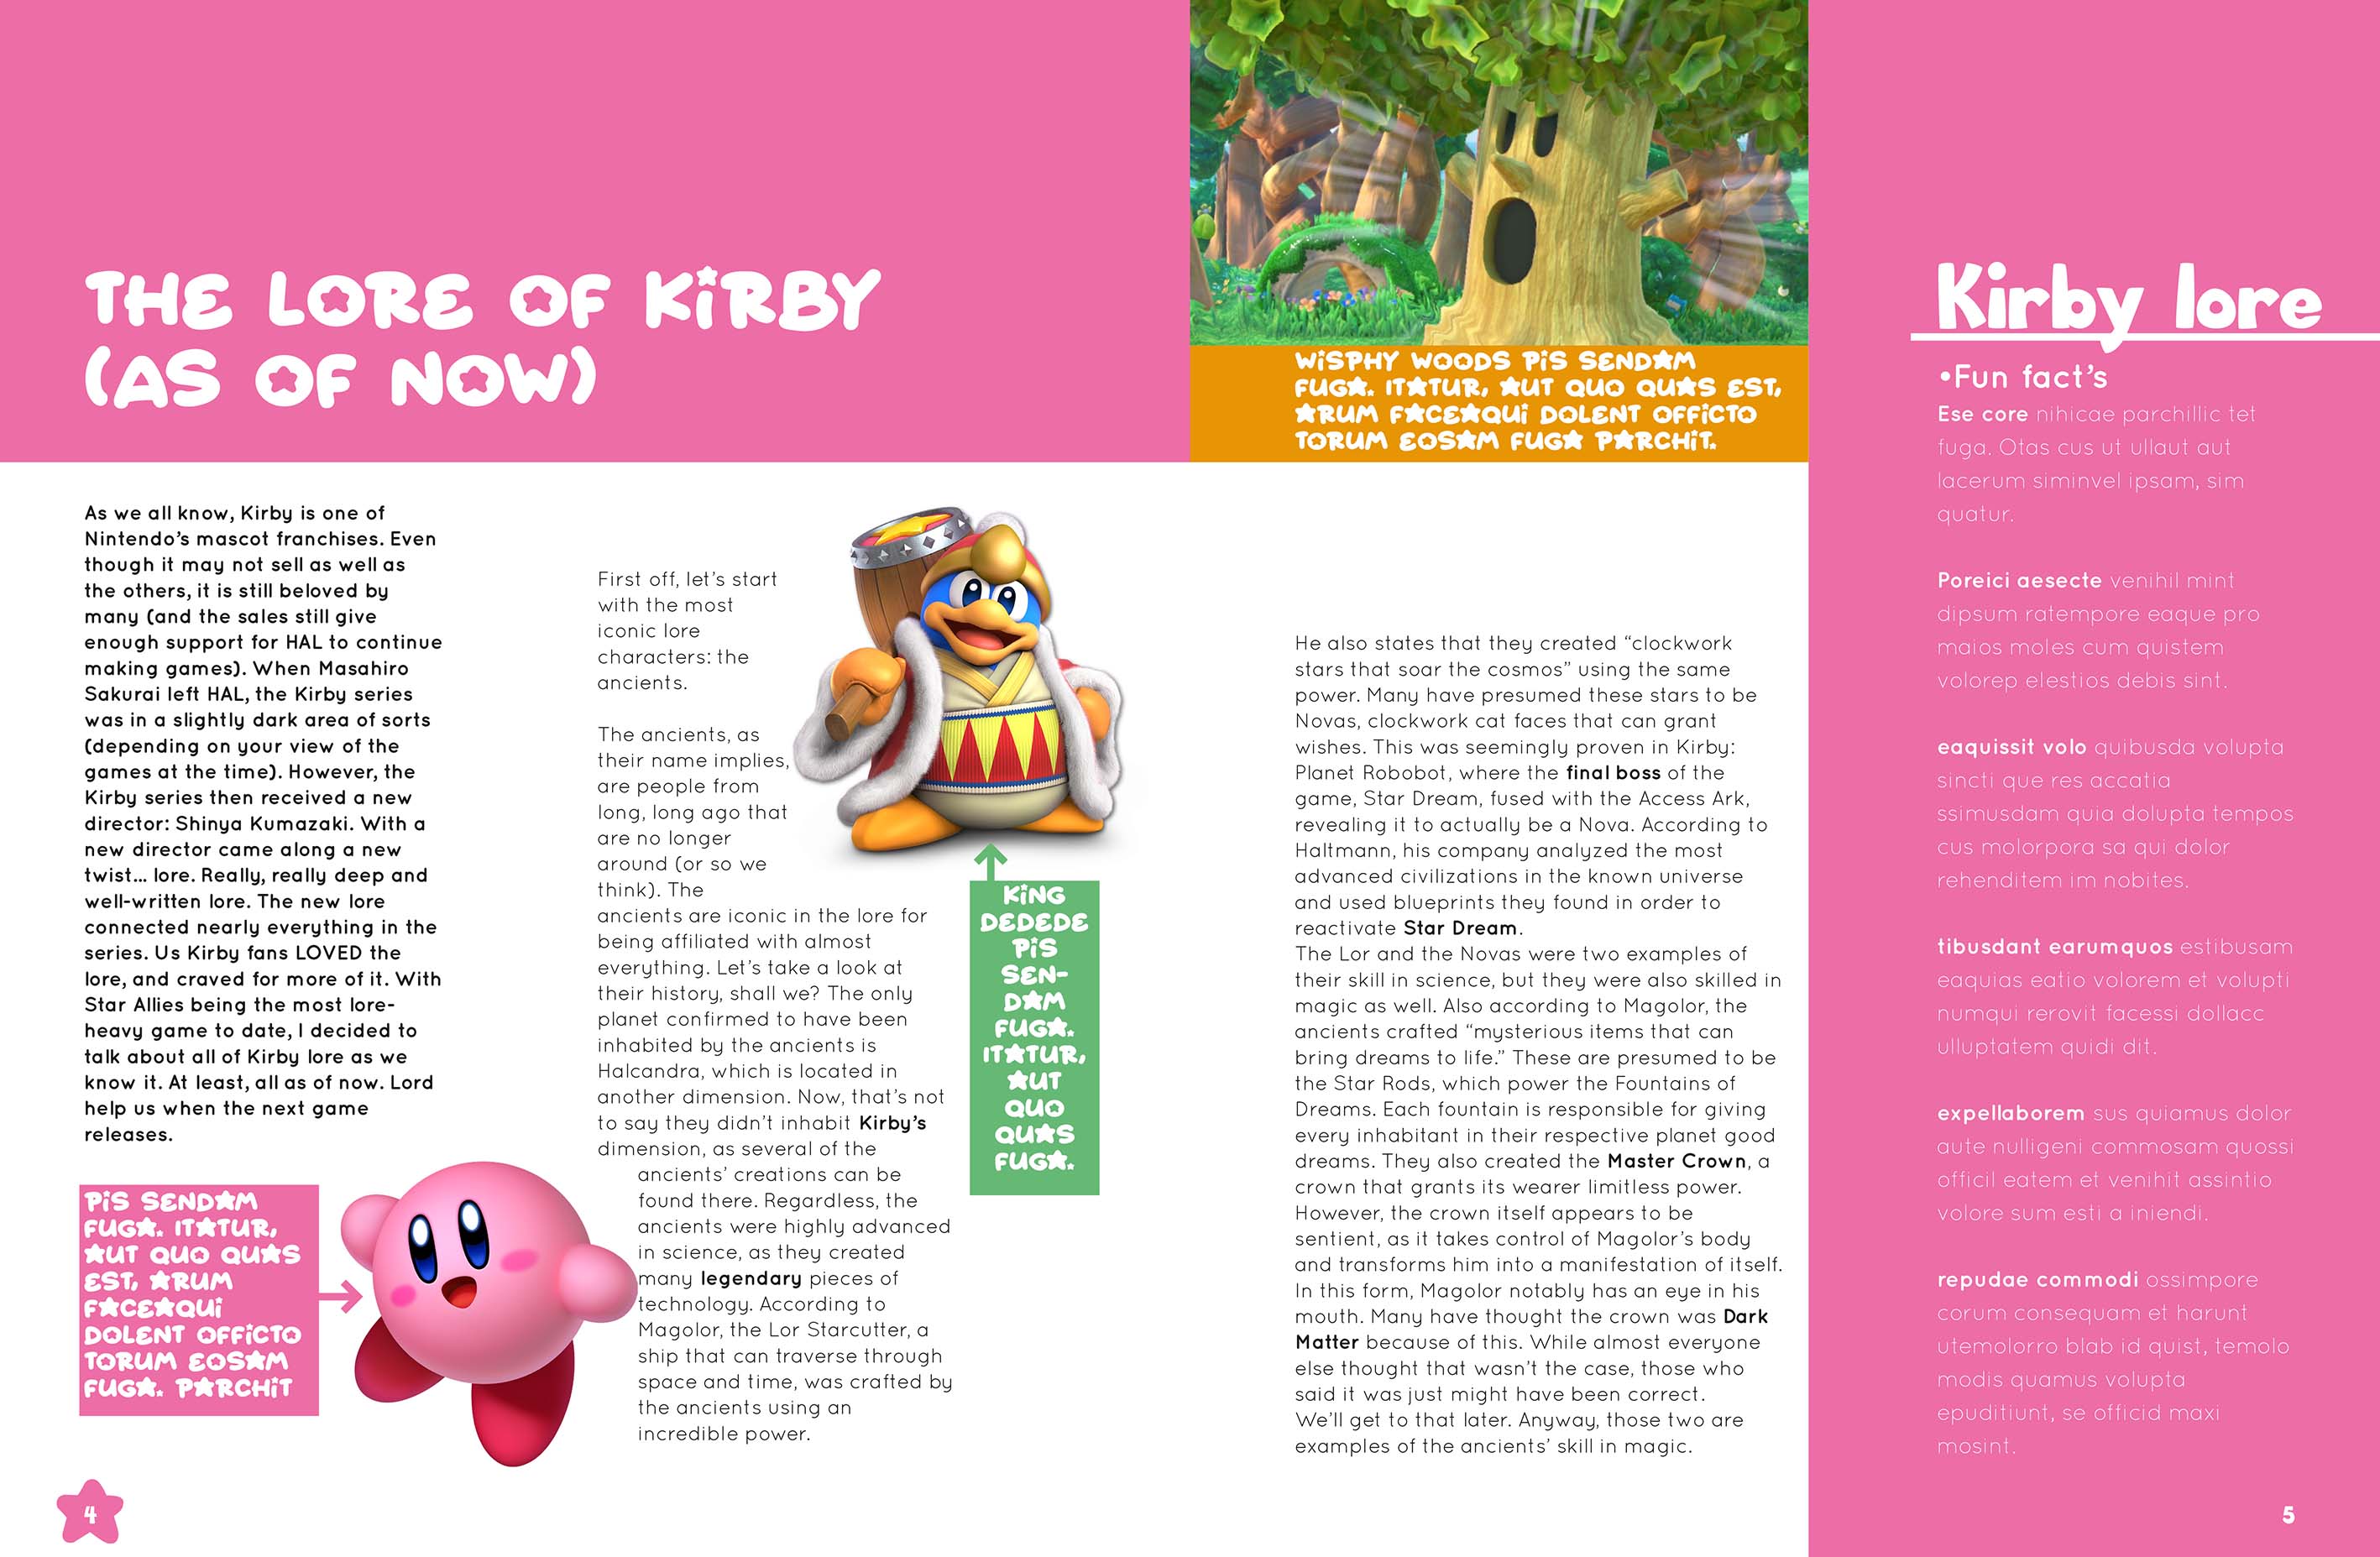 THE LORE OF KIRBY
(AS OF NOW)
As we all know, Kirby is one of
Nintendo’s mascot franchises. Even
though it may not sell as well as
the others, it is still beloved by
many (and the sales still give
enough support for HAL to continue
making games). When Masahiro
Sakurai left HAL, the Kirby series
was in a slightly dark area of sorts
(depending on your view of the
games at the time). However, the
Kirby series then received a new
director: Shinya Kumazaki. With a
new director came along a new
twist... lore. Really, really deep and
well-written lore. The new lore
connected nearly everything in the
series. Us Kirby fans LOVED the
lore, and craved for more of it. With
Star Allies being the most lore-
heavy game to date, I decided to
talk about all of Kirby lore as we
know it. At least, all as of now. Lord
help us when the next game
releases.
PIS SENDAM
FUGA. ITATUR,
AUT QUO QUAS
EST, ARUM
FACEAQUI
DOLENT OFFICTO
TORUM EOSAM
FUGA. PARCHIT
4
First off, let’s start
with the most
iconic lore
characters: the
ancients.
The ancients, as
their name implies,
are people from
long, long ago that
are no longer
around (or so we
think). The
ancients are iconic in the lore for
being affiliated with almost
everything. Let’s take a look at
their history, shall we? The only
planet confirmed to have been
inhabited by the ancients is
Halcandra, which is located in
another dimension. Now, that’s not
to say they didn’t inhabit Kirby’s
dimension, as several of the
ancients’ creations can be
found there. Regardless, the
ancients were highly advanced
in science, as they created
many legendary pieces of
technology. According to
Magolor, the Lor Starcutter, a
ship that can traverse through
space and time, was crafted by
the ancients using an
incredible power.
KING
DEDEDE
PIS
SEN-
DAM
FUGA.
ITATUR,
AUT
QUO
QUAS
FUGA.
WISPHY WOODS PIS SENDAM
FUGA. ITATUR, AUT QUO QUAS EST,
ARUM FACEAQUI DOLENT OFFICTO
TORUM EOSAM FUGA PARCHIT.
He also states that they created “clockwork
stars that soar the cosmos” using the same
power. Many have presumed these stars to be
Novas, clockwork cat faces that can grant
wishes. This was seemingly proven in Kirby:
Planet Robobot, where the final boss of the
game, Star Dream, fused with the Access Ark,
revealing it to actually be a Nova. According to
Haltmann, his company analyzed the most
advanced civilizations in the known universe
and used blueprints they found in order to
reactivate Star Dream.
The Lor and the Novas were two examples of
their skill in science, but they were also skilled in
magic as well. Also according to Magolor, the
ancients crafted “mysterious items that can
bring dreams to life.” These are presumed to be
the Star Rods, which power the Fountains of
Dreams. Each fountain is responsible for giving
every inhabitant in their respective planet good
dreams. They also created the Master Crown, a
crown that grants its wearer limitless power.
However, the crown itself appears to be
sentient, as it takes control of Magolor’s body
and transforms him into a manifestation of itself.
In this form, Magolor notably has an eye in his
mouth. Many have thought the crown was Dark
Matter because of this. While almost everyone
else thought that wasn’t the case, those who
said it was just might have been correct.
We’ll get to that later. Anyway, those two are
examples of the ancients’ skill in magic.
Kirby lore
•Fun fact’s
Ese core nihicae parchillic tet
fuga. Otas cus ut ullaut aut
lacerum siminvel ipsam, sim
quatur.
Poreici aesecte venihil mint
dipsum ratempore eaque pro
maios moles cum quistem
volorep elestios debis sint.
eaquissit volo quibusda volupta
sincti que res accatia
ssimusdam quia dolupta tempos
cus molorpora sa qui dolor
rehenditem im nobites.
tibusdant earumquos estibusam
eaquias eatio volorem et volupti
numqui rerovit facessi dollacc
ulluptatem quidi dit.
expellaborem sus quiamus dolor
aute nulligeni commosam quossi
officil eatem et venihit assintio
volore sum esti a iniendi.
repudae commodi ossimpore
corum consequam et harunt
utemolorro blab id quist, temolo
modis quamus volupta
epuditiunt, se officid maxi
mosint.
5